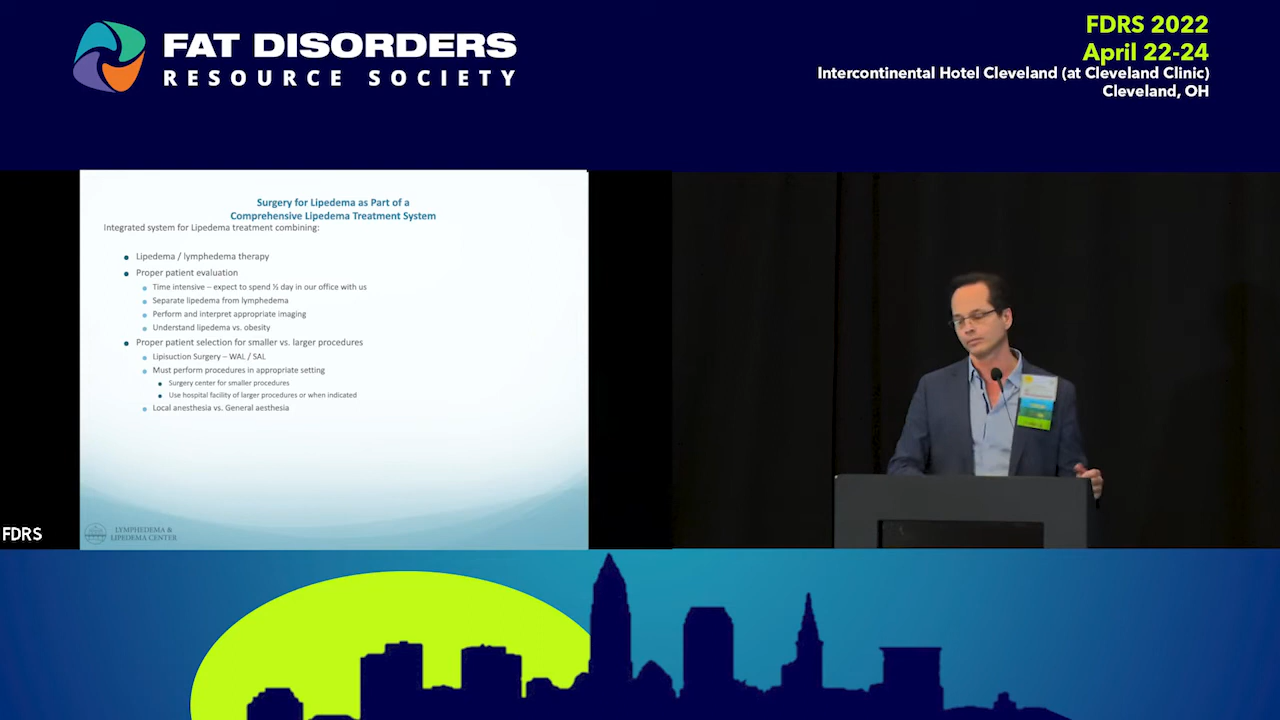 FAT DISORDERS
RESOURCE SOCIETY
FDRS 2022
April 22-24
Intercontinental Hotel Cleveland (at Cleveland Clinic)
Cleveland, OH
Surgery for Lipedema as Part of a
Comprehensive Lipedema Treatment System
Integrated system for Lipedema treatment combining:
Lipedema / lymphedema therapy
Proper patient evaluation
Time intensive – expect to spend ½ day in our office with us
Separate lipedema from lymphedema
Perform and interpret appropriate imaging
Understand lipedema vs. obesity
Proper patient selection for smaller vs. larger procedures
Lipisuction Surgery – WAL / SAL
Must perform procedures in appropriate setting
Surgery center for smaller procedures
Use hospital facility of larger procedures or when indicated
Local anesthesia vs. General aesthesia
LYMPHEDEMA &
LIPEDEMA CENTER
FDRS